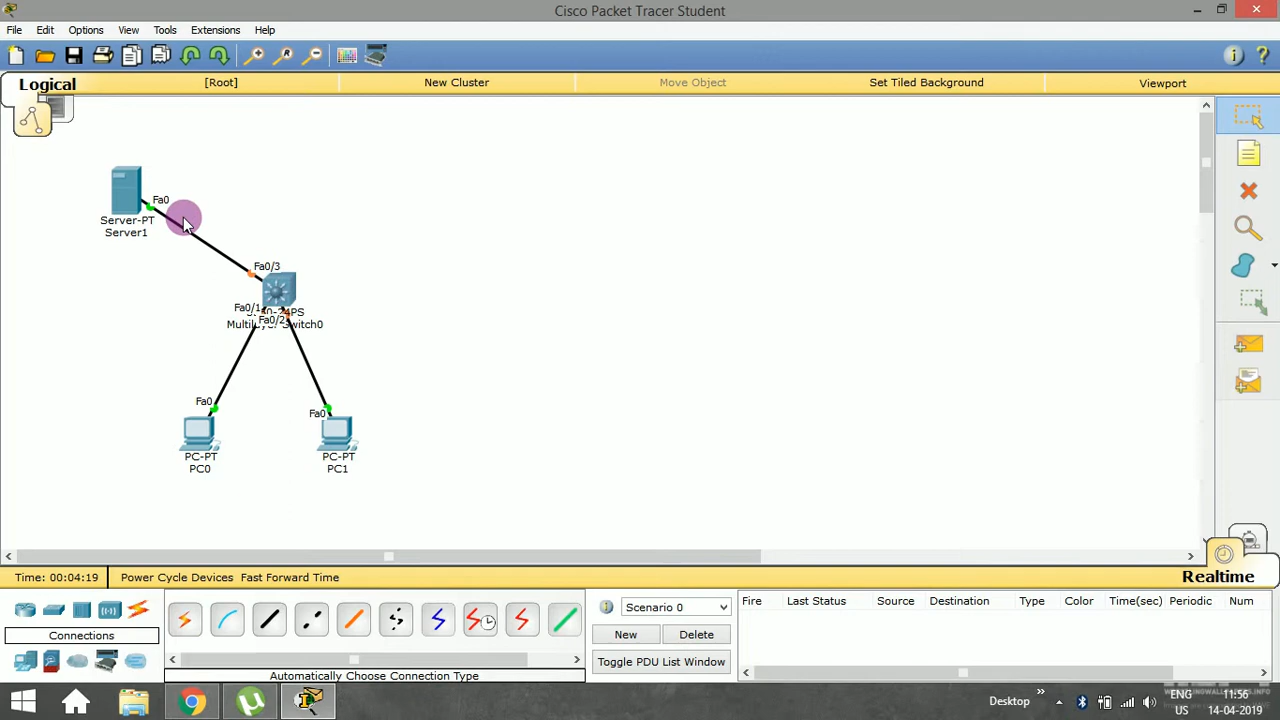 Cisco Packet Tracer Student
File Edit Options View Tools Extensions Help
Logical [Root] New Cluster Move Object Set Tiled Background Viewport
Fa0
Server-PT
Server1
Fa0/3
Fa0/1
Fa0/2
Fa0
Fa0
PC-PT
PC0
PC-PT
PC1
Time: 00:04:19 Power Cycle Devices Fast Forward Time
Realtime
Scenario 0
Fire Last Status Source Destination Type Color Time(sec) Periodic Num
Connections
New Delete
Toggle PDU List Window
Automatically Choose Connection Type
Desktop
ENG
US
11:56
14-04-2019